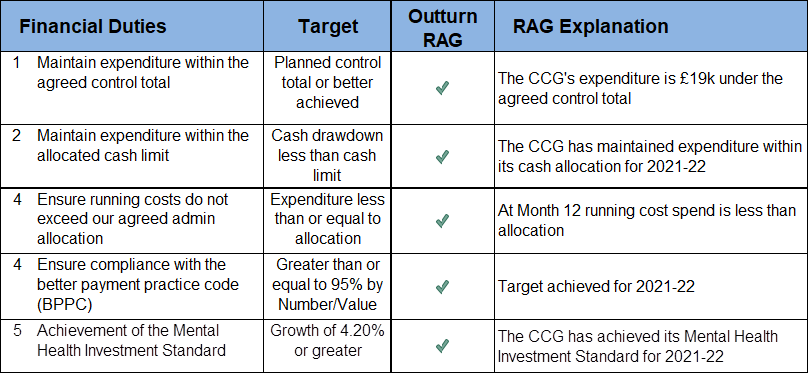 Financial Duties
Target
Outturn
RAG
RAG Explanation
1 Maintain expenditure within the
agreed control total
Planned control
total or better
achieved
The CCG's expenditure is £19k under the
agreed control total
2 Maintain expenditure within the
allocated cash limit
Cash drawdown
less than cash
limit
The CCG has maintained expenditure within
its cash allocation for 2021-22
4 Ensure running costs do not
exceed our agreed admin
allocation
Expenditure less
than or equal to
allocation
At Month 12 running cost spend is less than
allocation
4 Ensure compliance with the
better payment practice code
(BPPC)
Greater than or
equal to 95% by
Number/Value
Target achieved for 2021-22
5 Achievement of the Mental
Health Investment Standard
Growth of 4.20%
or greater
The CCG has achieved its Mental Health
Investment Standard for 2021-22